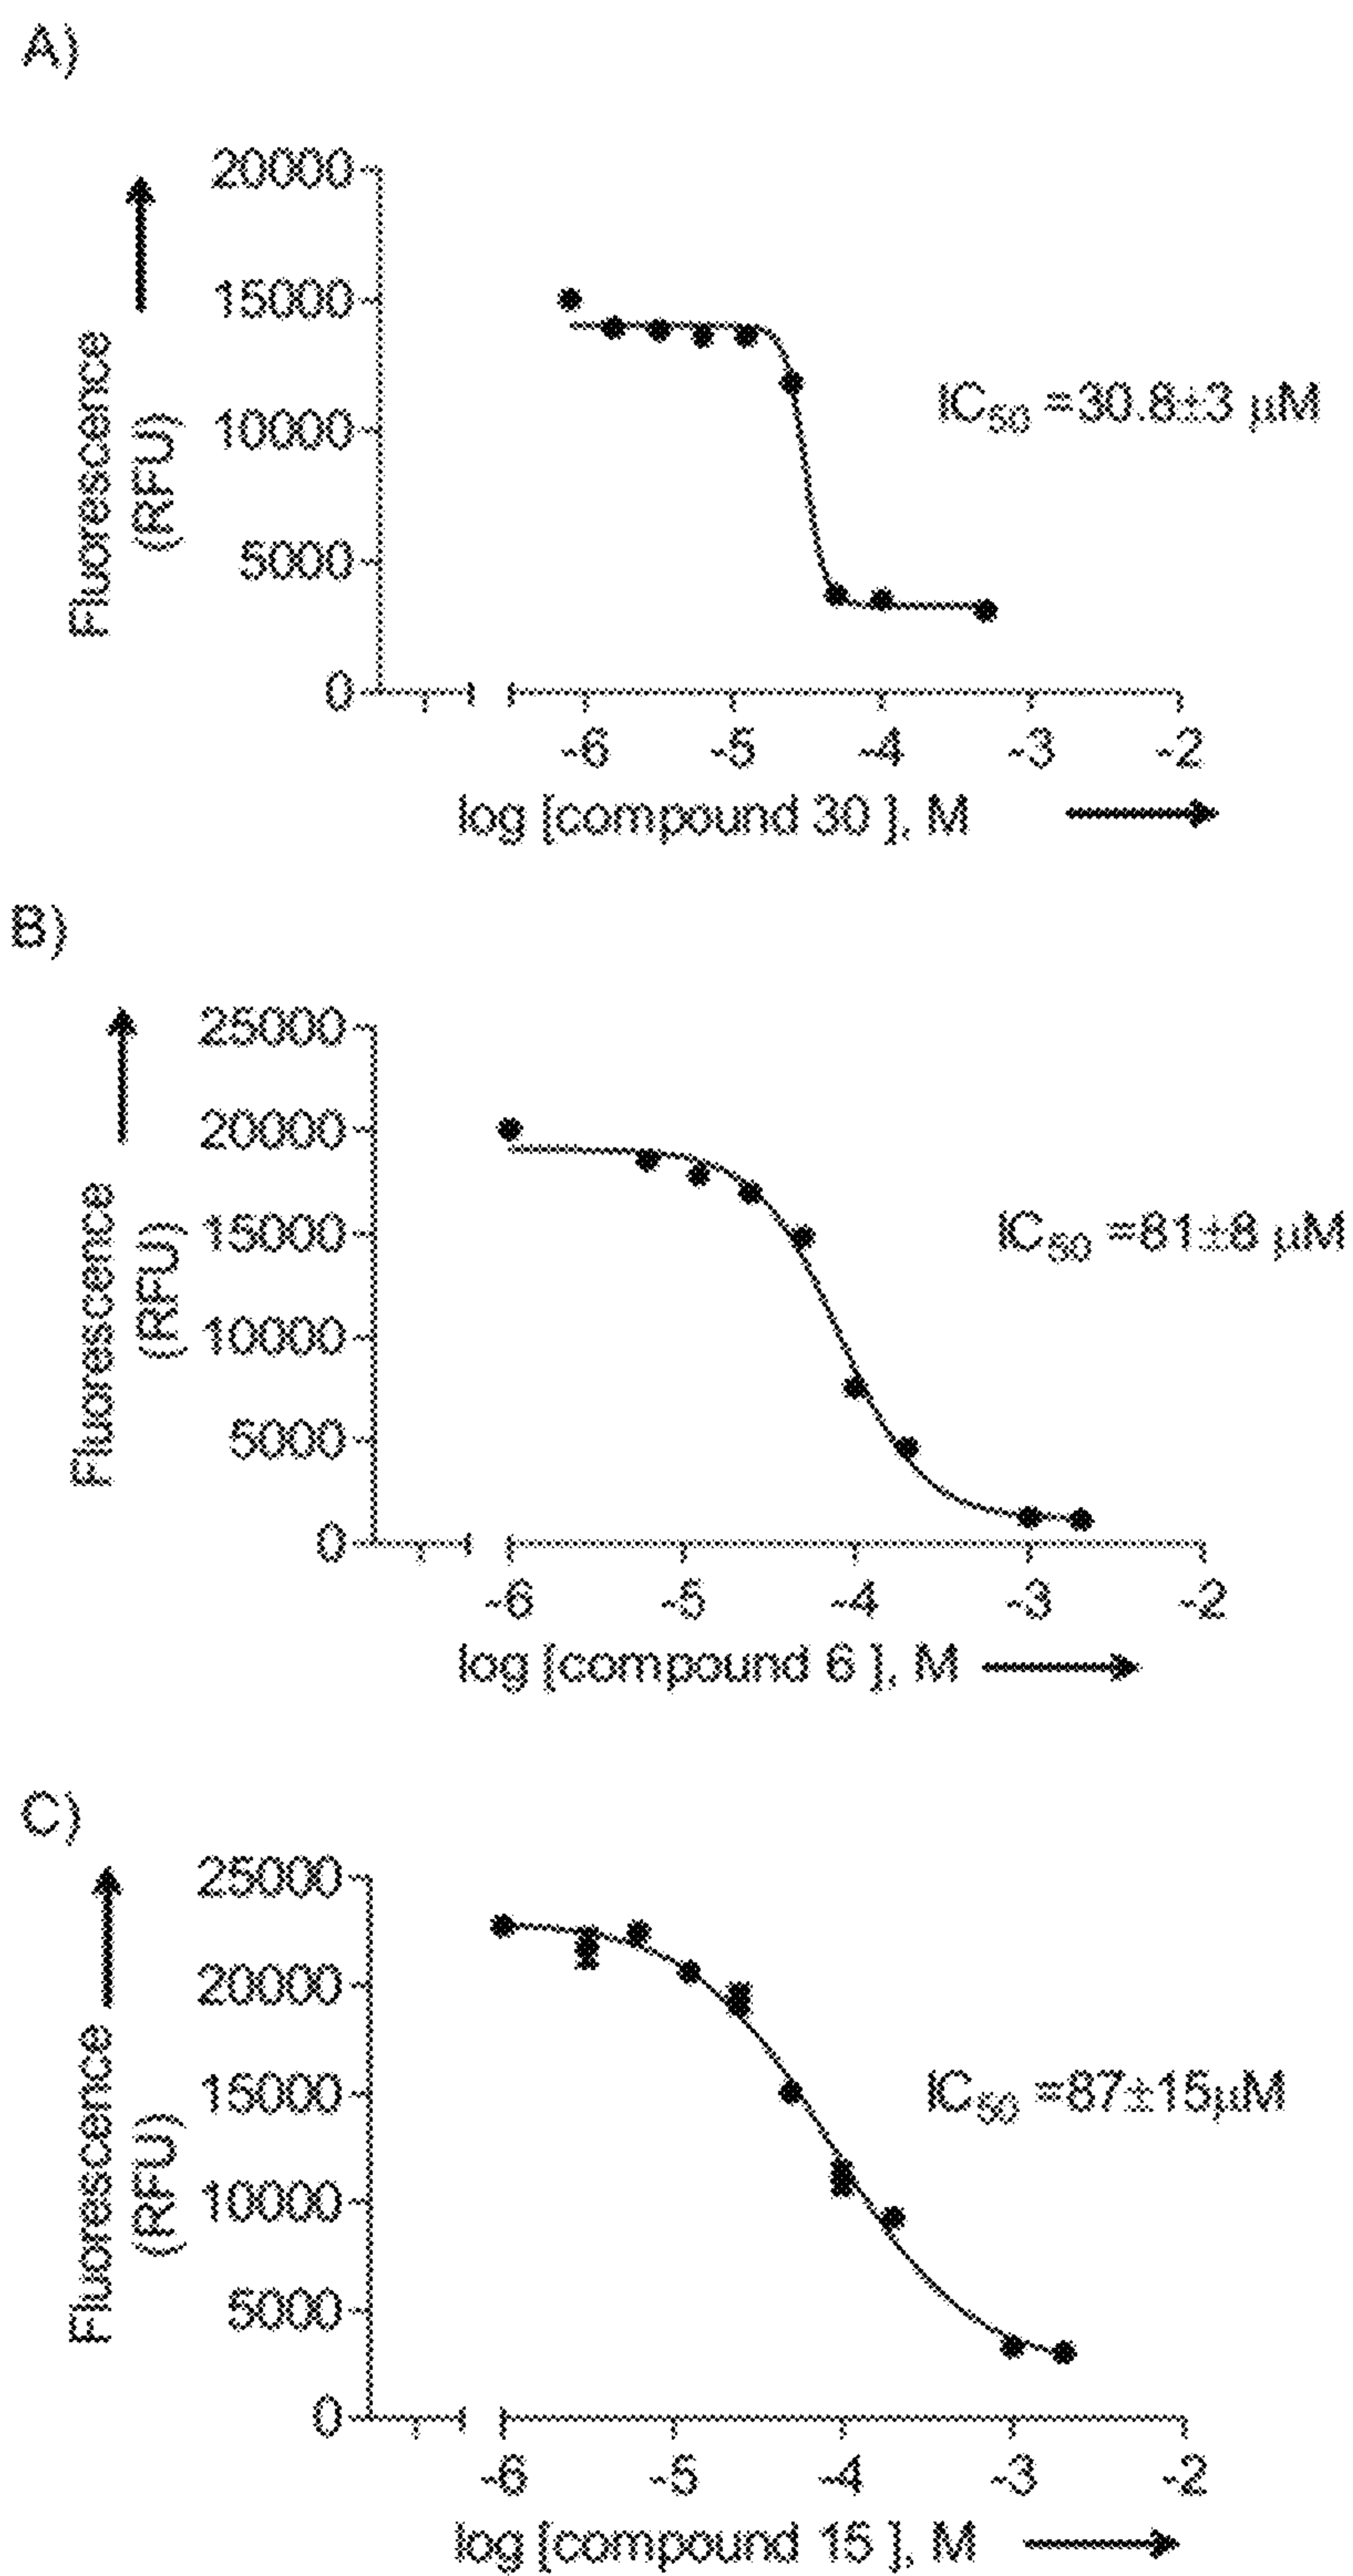 A)
20000
15000
10000
5000
0
Fluorescence
(RFU)
IC50 =30.8±3 μM
-6 -5 -4 -3 -2
log [compound 30 ], M
B)
25000
20000
15000
10000
5000
0
Fluorescence
(RFU)
IC50 =81±8 μM
-6 -5 -4 -3 -2
log [compound 6 ], M
C)
25000
20000
15000
10000
5000
0
Fluorescence
(RFU)
IC50 =87±15μM
-6 -5 -4 -3 -2
log [compound 15 ], M